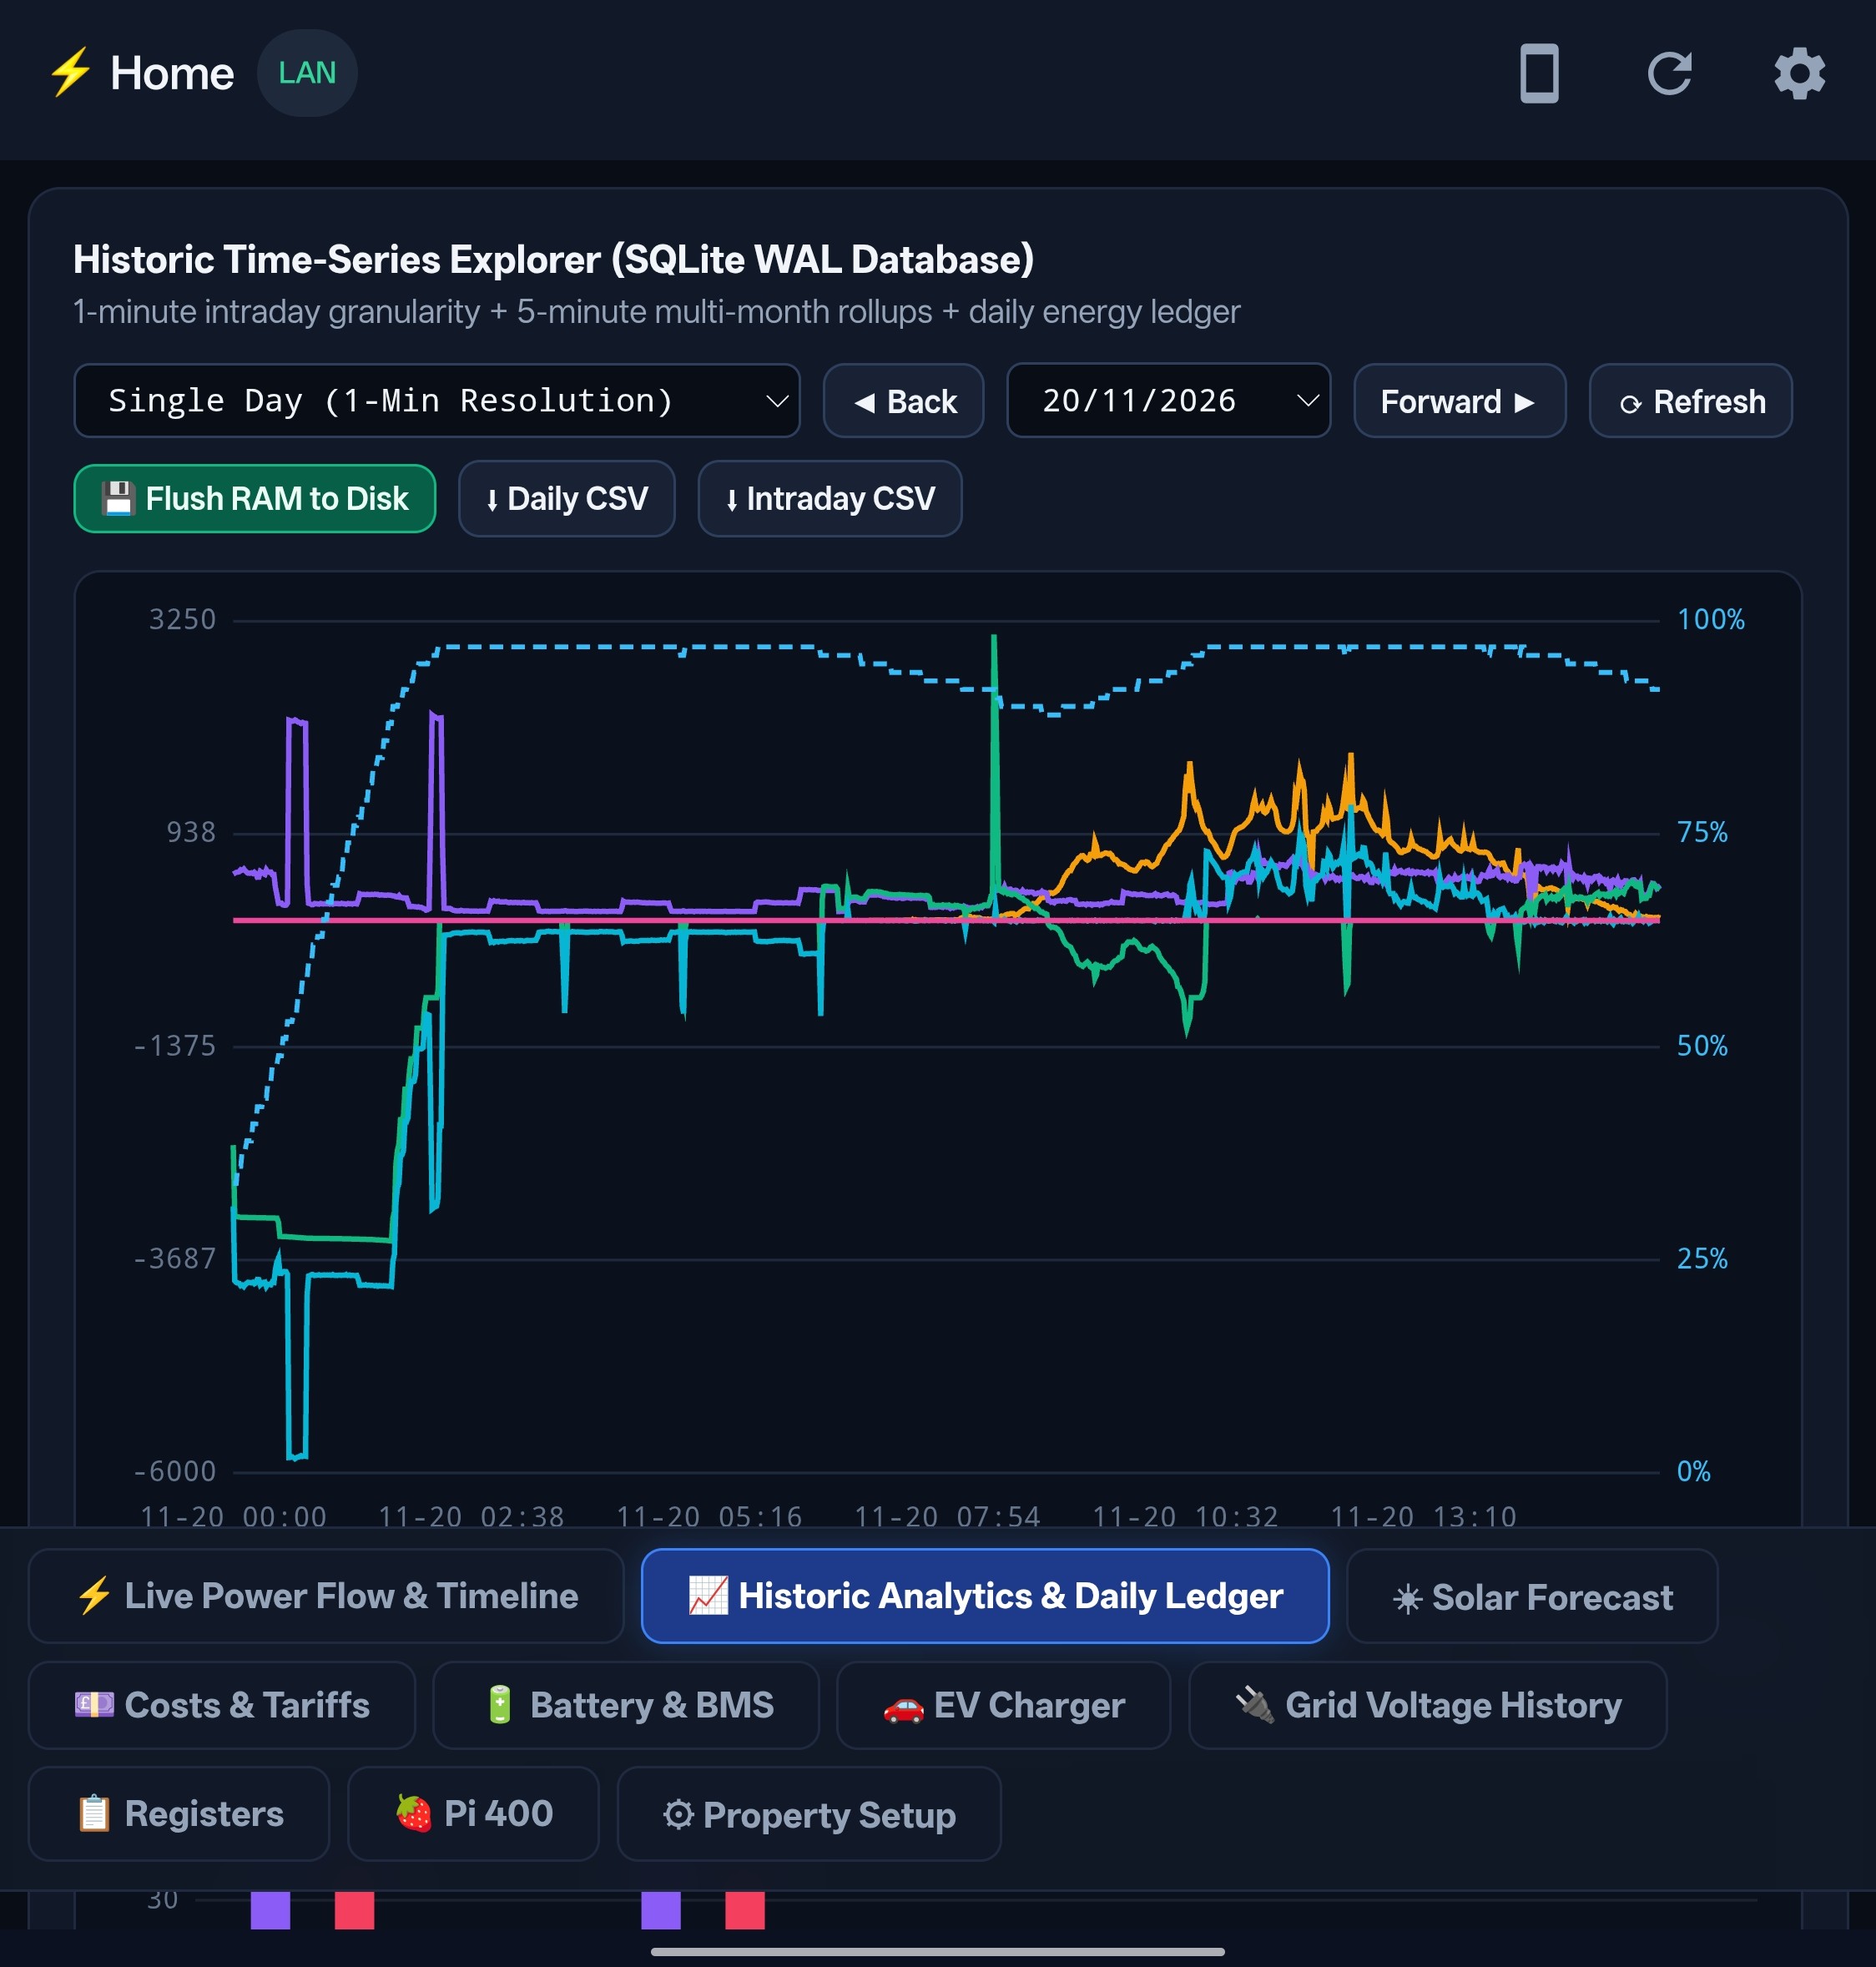 ⚡ Home LAN
Historic Time-Series Explorer (SQLite WAL Database)
1-minute intraday granularity + 5-minute multi-month rollups + daily energy ledger
Single Day (1-Min Resolution) ◀ Back 20/11/2026 Forward ▶ ⟳ Refresh
💾 Flush RAM to Disk ⭳ Daily CSV ⭳ Intraday CSV
3250 100%
938 75%
-1375 50%
-3687 25%
-6000 0%
11-20 00:00 11-20 02:38 11-20 05:16 11-20 07:54 11-20 10:32 11-20 13:10
⚡ Live Power Flow & Timeline 📈 Historic Analytics & Daily Ledger ☀ Solar Forecast
💷 Costs & Tariffs 🔋 Battery & BMS 🚗 EV Charger 🔌 Grid Voltage History
📋 Registers 🍓 Pi 400 ⚙ Property Setup
30